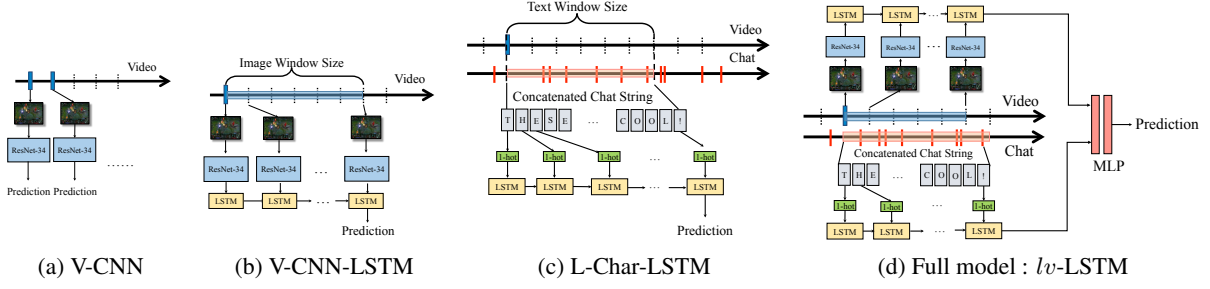 Video
ResNet-34 ResNet-34
Prediction Prediction
(a) V-CNN
Image Window Size
Video
ResNet-34 ResNet-34 ... ResNet-34
LSTM LSTM ... LSTM
Prediction
(b) V-CNN-LSTM
Text Window Size
Video
Chat
Concatenated Chat String
T H E S E ... C O O L !
1-hot 1-hot 1-hot 1-hot
LSTM LSTM LSTM ... LSTM
Prediction
(c) L-Char-LSTM
LSTM LSTM ... LSTM
ResNet-34 ResNet-34 ... ResNet-34
Video
Chat
Concatenated Chat String
T H E ... C O O L !
1-hot 1-hot ... 1-hot
LSTM LSTM ... LSTM
MLP
Prediction
(d) Full model : lv-LSTM